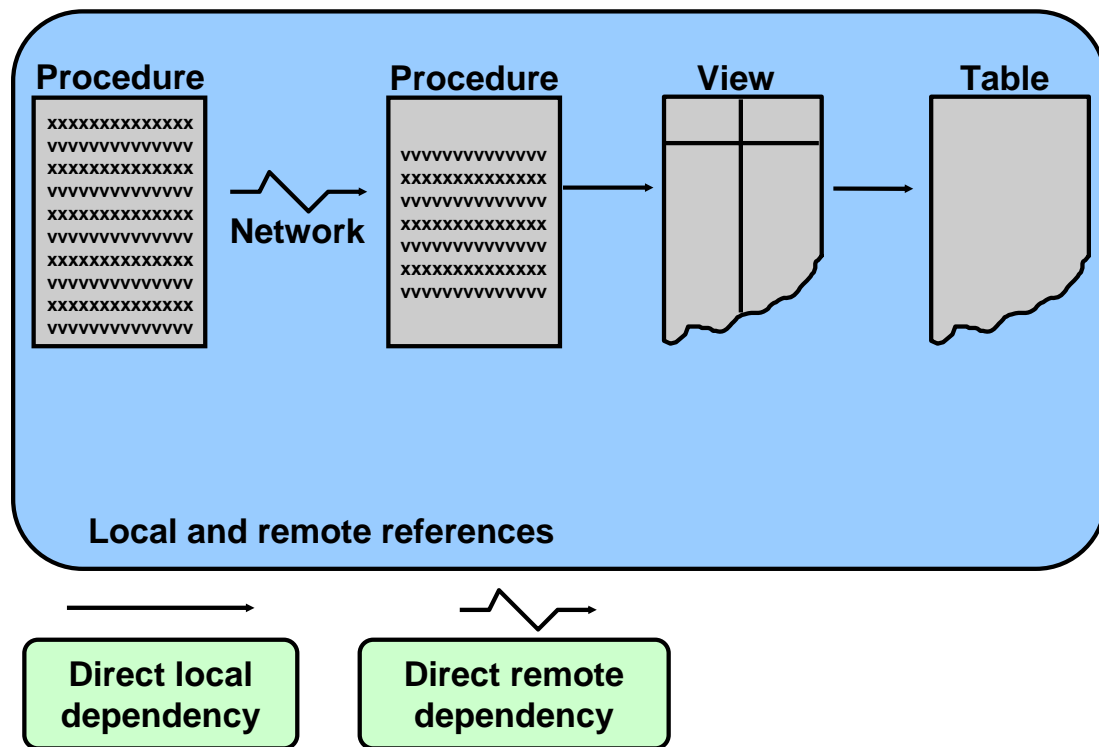 Procedure
Procedure
View
Table
xxxxxxxxxxxxxx
vvvvvvvvvvvvvv
xxxxxxxxxxxxxx
vvvvvvvvvvvvvv
xxxxxxxxxxxxxx
vvvvvvvvvvvvvv
xxxxxxxxxxxxxx
vvvvvvvvvvvvvv
xxxxxxxxxxxxxx
vvvvvvvvvvvvvv
Network
vvvvvvvvvvvvvv
xxxxxxxxxxxxxx
vvvvvvvvvvvvvv
xxxxxxxxxxxxxx
vvvvvvvvvvvvvv
xxxxxxxxxxxxxx
vvvvvvvvvvvvvv
Local and remote references
Direct local
dependency
Direct remote
dependency